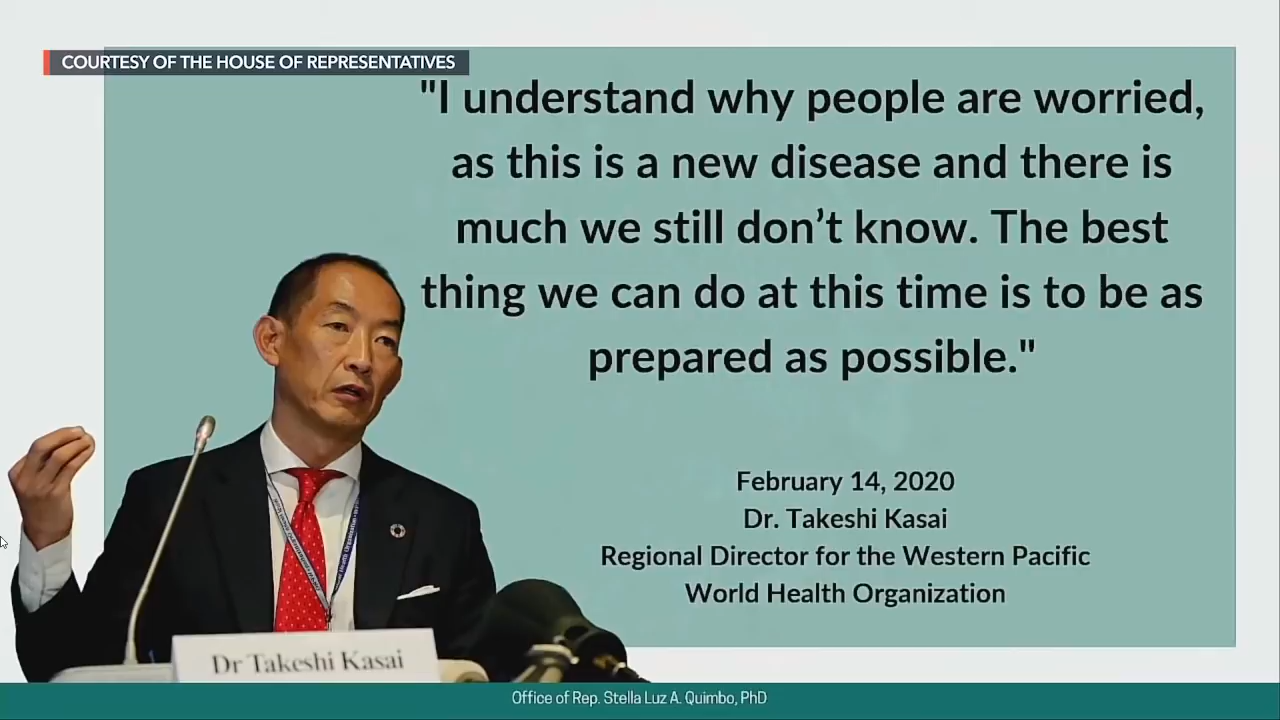 COURTESY OF THE HOUSE OF REPRESENTATIVES
"I understand why people are worried,
as this is a new disease and there is
much we still don’t know. The best
thing we can do at this time is to be as
prepared as possible."
February 14, 2020
Dr. Takeshi Kasai
Regional Director for the Western Pacific
World Health Organization
Dr Takeshi Kasai
Office of Rep. Stella Luz A. Quimbo, PhD